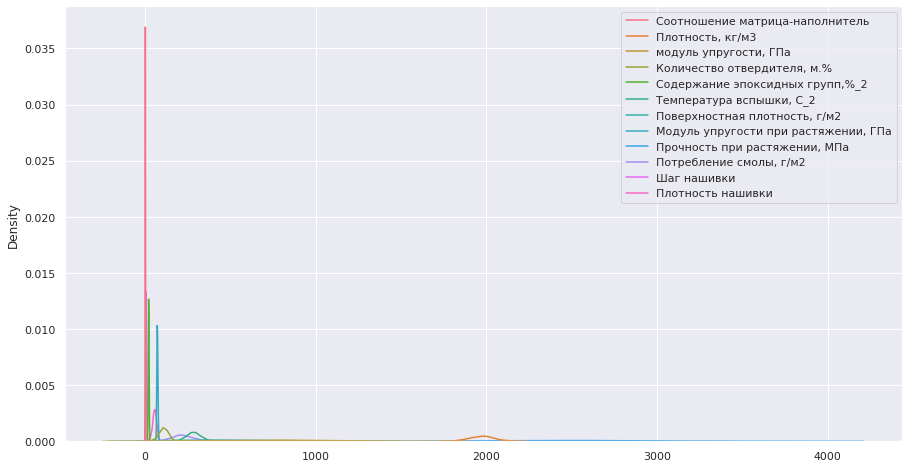 Соотношение матрица-наполнитель
Плотность, кг/м3
модуль упругости, ГПа
Количество отвердителя, м.%
Содержание эпоксидных групп,%_2
Температура вспышки, С_2
Поверхностная плотность, г/м2
Модуль упругости при растяжении, ГПа
Прочность при растяжении, МПа
Потребление смолы, г/м2
Шаг нашивки
Плотность нашивки
0.035
0.030
0.025
0.020
0.015
0.010
0.005
0.000
Density
0
1000
2000
3000
4000